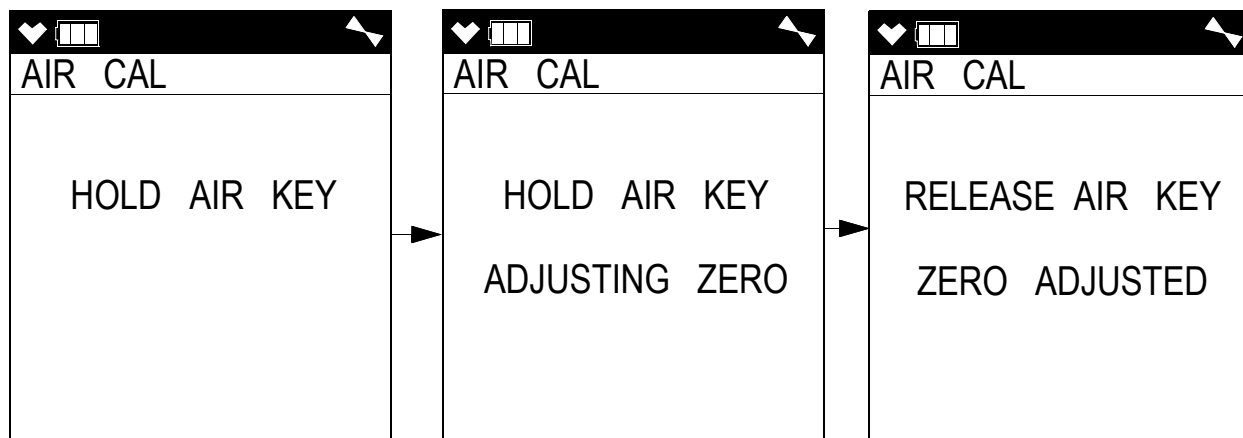 AIR CAL
HOLD AIR KEY
AIR CAL
HOLD AIR KEY
ADJUSTING ZERO
AIR CAL
RELEASE AIR KEY
ZERO ADJUSTED